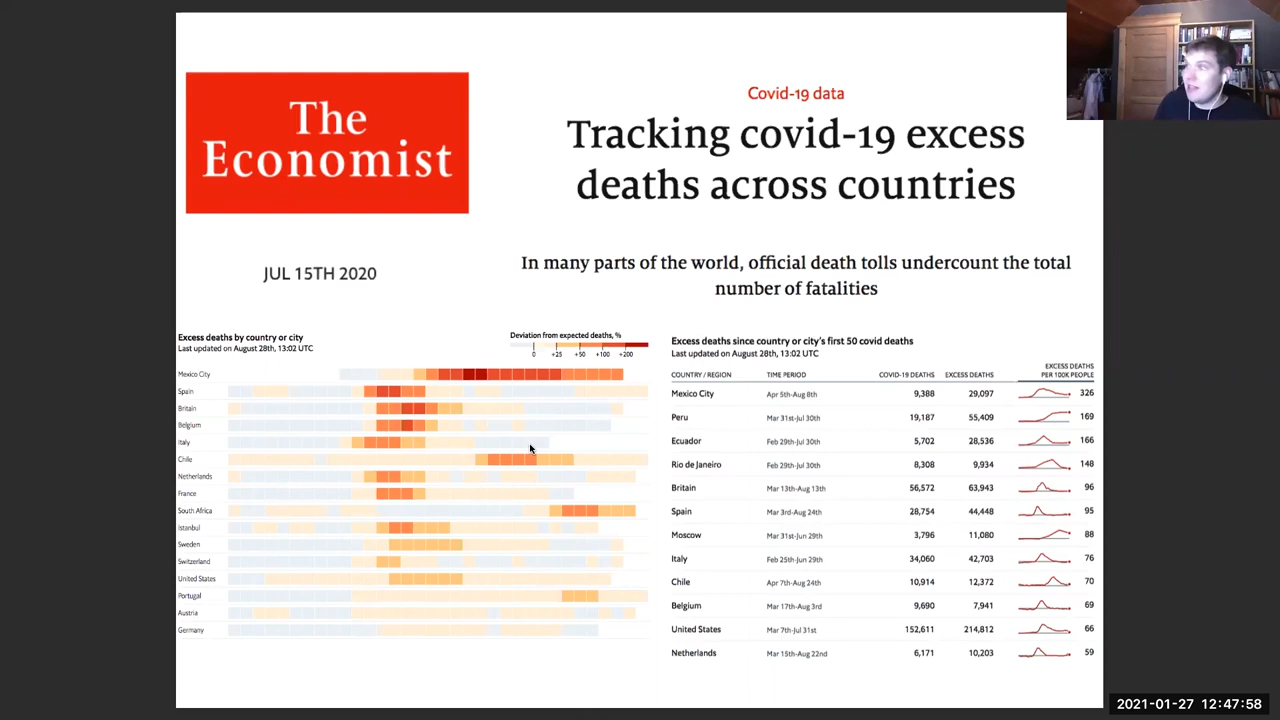 The
Economist
Covid-19 data
Tracking covid-19 excess
deaths across countries
JUL 15TH 2020
In many parts of the world, official death tolls undercount the total
number of fatalities
Excess deaths by country or city
Last updated on August 28th, 13:02 UTC
Deviation from expected deaths, %
0 +25 +50 +100 +200
Mexico City
Spain
Britain
Belgium
Italy
Chile
Netherlands
France
South Africa
Istanbul
Sweden
Switzerland
United States
Portugal
Austria
Germany
Excess deaths since country or city's first 50 covid deaths
Last updated on August 28th, 13:02 UTC
COUNTRY / REGION TIME PERIOD COVID-19 DEATHS EXCESS DEATHS EXCESS DEATHS PER 100K PEOPLE
Mexico City Apr 5th-Aug 8th 9,388 29,097 326
Peru Mar 31st-Jul 30th 19,187 55,409 169
Ecuador Feb 29th-Jul 30th 5,702 28,536 166
Rio de Janeiro Feb 29th-Jul 30th 8,308 9,934 148
Britain Mar 13th-Aug 13th 56,572 63,943 96
Spain Mar 3rd-Aug 24th 28,754 44,448 95
Moscow Mar 31st-Jun 29th 3,796 11,080 88
Italy Feb 25th-Jun 29th 34,060 42,703 76
Chile Apr 7th-Aug 24th 10,914 12,372 70
Belgium Mar 17th-Aug 3rd 9,690 7,941 69
United States Mar 7th-Jul 31st 152,611 214,812 66
Netherlands Mar 15th-Aug 22nd 6,171 10,203 59
2021-01-27 12:47:58